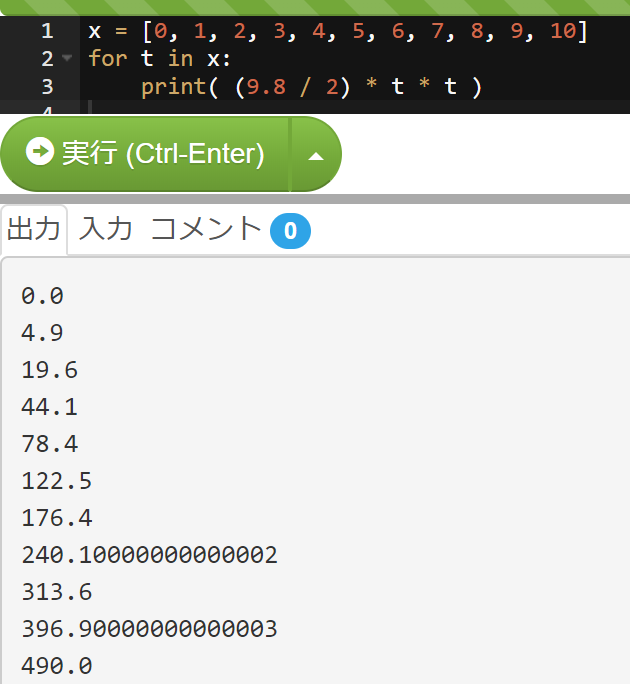 1 x = [0, 1, 2, 3, 4, 5, 6, 7, 8, 9, 10]
2 for t in x:
3     print( (9.8 / 2) * t * t )
4
実行 (Ctrl-Enter)
出力 入力 コメント 0
0.0
4.9
19.6
44.1
78.4
122.5
176.4
240.10000000000002
313.6
396.90000000000003
490.0